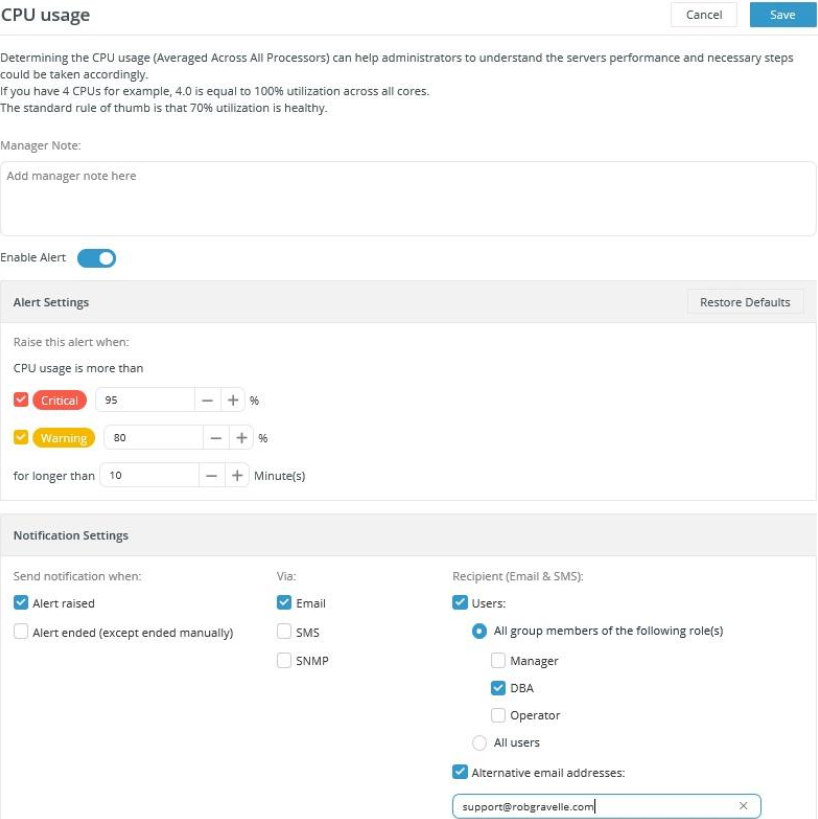 CPU usage
Cancel
Save
Determining the CPU usage (Averaged Across All Processors) can help administrators to understand the servers performance and necessary steps
could be taken accordingly.
If you have 4 CPUs for example, 4.0 is equal to 100% utilization across all cores.
The standard rule of thumb is that 70% utilization is healthy.
Manager Note:
Add manager note here
Enable Alert
Alert Settings
Restore Defaults
Raise this alert when:
CPU usage is more than
Critical 95 − + %
Warning 80 − + %
for longer than 10 − + Minute(s)
Notification Settings
Send notification when:
Alert raised
Alert ended (except ended manually)
Via:
Email
SMS
SNMP
Recipient (Email & SMS):
Users:
All group members of the following role(s)
Manager
DBA
Operator
All users
Alternative email addresses:
support@robgravelle.com